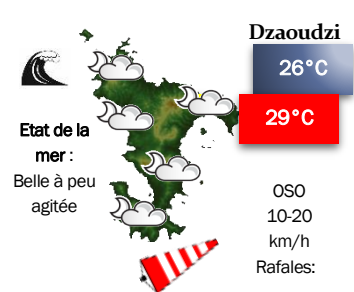 Dzaoudzi
26°C
29°C
Etat de la
mer :
Belle à peu
agitée
OSO
10-20
km/h
Rafales: